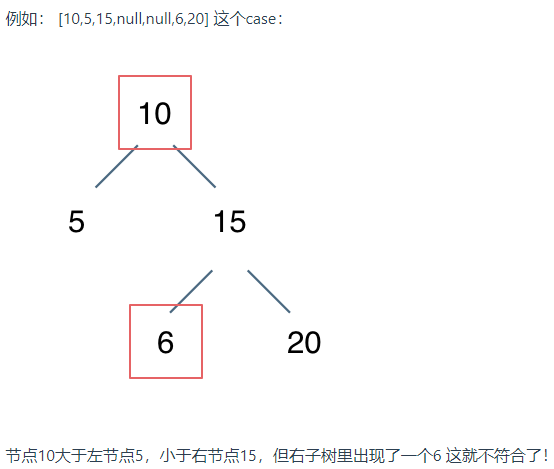 例如： [10,5,15,null,null,6,20] 这个case：
10
5 15
6 20
节点10大于左节点5，小于右节点15，但右子树里出现了一个6 这就不符合了！